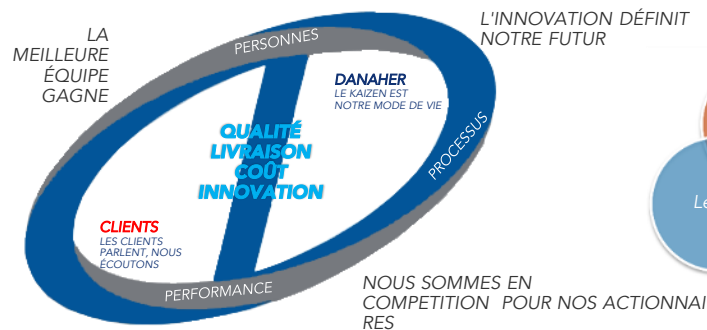 LA
MEILLEURE
ÉQUIPE
GAGNE
PERSONNES
L'INNOVATION DÉFINIT
NOTRE FUTUR
DANAHER
LE KAIZEN EST
NOTRE MODE DE VIE
PROCESSUS
QUALITÉ
LIVRAISON
COÛT
INNOVATION
CLIENTS
LES CLIENTS
PARLENT, NOUS
ÉCOUTONS
PERFORMANCE
NOUS SOMMES EN
COMPETITION POUR NOS ACTIONNAI
RES
Le